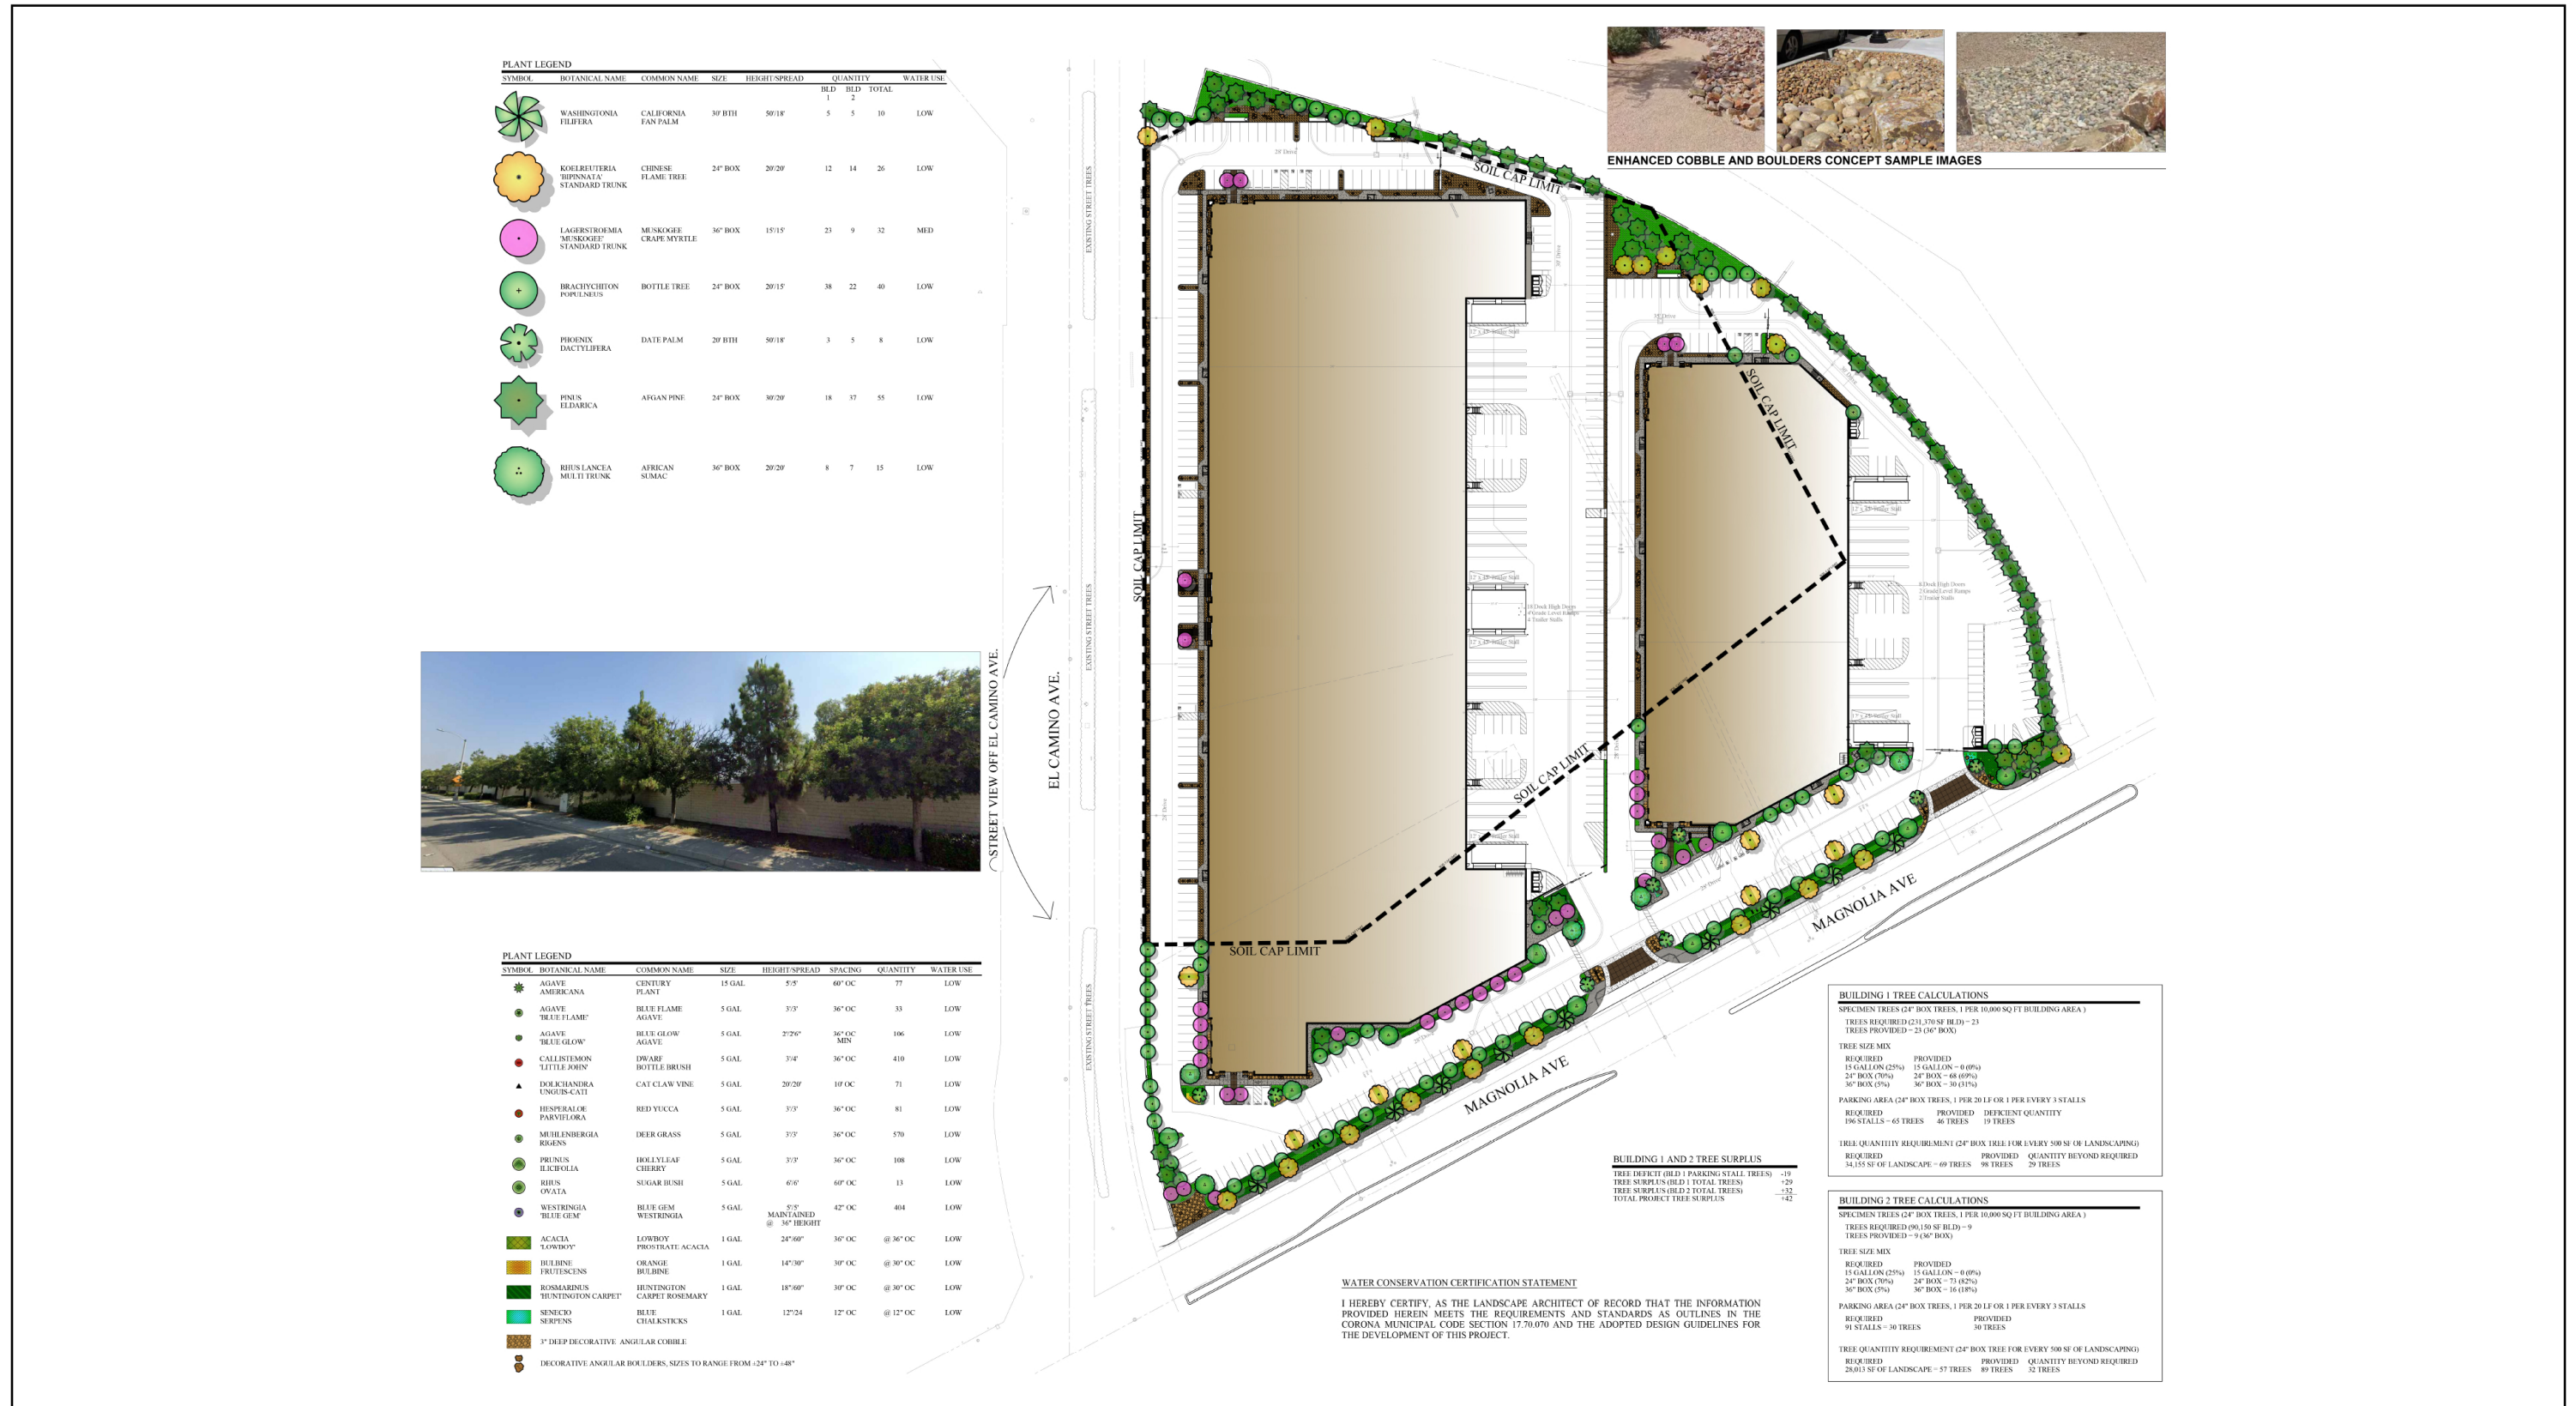 PLANT LEGEND
SYMBOL BOTANICAL NAME COMMON NAME SIZE HEIGHT/SPREAD QUANTITY WATER USE
BLD 1 BLD 2 TOTAL
WASHINGTONIA FILIFERA CALIFORNIA FAN PALM 30' BTH 50'/18' 5 5 10 LOW
KOELREUTERIA 'BIPINNATA' STANDARD TRUNK CHINESE FLAME TREE 24" BOX 20'/20' 12 14 26 LOW
LAGERSTROEMIA 'MUSKOGEE' STANDARD TRUNK MUSKOGEE CRAPE MYRTLE 36" BOX 15'/15' 23 9 32 MED
BRACHYCHITON POPULNEUS BOTTLE TREE 24" BOX 20'/15' 38 22 40 LOW
PHOENIX DACTYLIFERA DATE PALM 20' BTH 50'/18' 3 5 8 LOW
PINUS ELDARICA AFGAN PINE 24" BOX 30'/20' 18 37 55 LOW
RHUS LANCEA MULTI TRUNK AFRICAN SUMAC 36" BOX 20'/20' 8 7 15 LOW
ENHANCED COBBLE AND BOULDERS CONCEPT SAMPLE IMAGES
EXISTING STREET TREES
EXISTING STREET TREES
EXISTING STREET TREES
EXISTING STREET TREES
EL CAMINO AVE.
STREET VIEW OFF EL CAMINO AVE.
SOIL CAP LIMIT
SOIL CAP LIMIT
SOIL CAP LIMIT
SOIL CAP LIMIT
SOIL CAP LIMIT
18 Dock High Doors
4 Grade Level Ramps
4 Trailer Stalls
8 Dock High Doors
2 Grade Level Ramps
2 Trailer Stalls
MAGNOLIA AVE
MAGNOLIA AVE
PLANT LEGEND
SYMBOL BOTANICAL NAME COMMON NAME SIZE HEIGHT/SPREAD SPACING QUANTITY WATER USE
AGAVE AMERICANA CENTURY PLANT 15 GAL 5'/5' 60" OC 77 LOW
AGAVE 'BLUE FLAME' BLUE FLAME AGAVE 5 GAL 3'/3' 36" OC 33 LOW
AGAVE 'BLUE GLOW' BLUE GLOW AGAVE 5 GAL 2'/2'6" 36" OC MIN 106 LOW
CALLISTEMON 'LITTLE JOHN' DWARF BOTTLE BRUSH 5 GAL 3'/4' 36" OC 410 LOW
DOLICHANDRA UNGUIS-CATI CAT CLAW VINE 5 GAL 20'/20' 10' OC 71 LOW
HESPERALOE PARVIFLORA RED YUCCA 5 GAL 3'/3' 36" OC 81 LOW
MUHLENBERGIA RIGENS DEER GRASS 5 GAL 3'/3' 36" OC 570 LOW
PRUNUS ILICIFOLIA HOLLYLEAF CHERRY 5 GAL 3'/3' 36" OC 108 LOW
RHUS OVATA SUGAR BUSH 5 GAL 6'/6' 60" OC 13 LOW
WESTRINGIA 'BLUE GEM' BLUE GEM WESTRINGIA 5 GAL 5'/5' MAINTAINED @ 36" HEIGHT 42" OC 404 LOW
ACACIA 'LOWBOY' LOWBOY PROSTRATE ACACIA 1 GAL 24"/60" 36" OC @ 36" OC LOW
BULBINE FRUTESCENS ORANGE BULBINE 1 GAL 14"/30" 30" OC @ 30" OC LOW
ROSMARINUS 'HUNTINGTON CARPET' HUNTINGTON CARPET ROSEMARY 1 GAL 18"/60" 30" OC @ 30" OC LOW
SENECIO SERPENS BLUE CHALKSTICKS 1 GAL 12"/24 12" OC @ 12" OC LOW
3" DEEP DECORATIVE ANGULAR COBBLE
DECORATIVE ANGULAR BOULDERS, SIZES TO RANGE FROM ±24" TO ±48"
WATER CONSERVATION CERTIFICATION STATEMENT
I HEREBY CERTIFY, AS THE LANDSCAPE ARCHITECT OF RECORD THAT THE INFORMATION
PROVIDED HEREIN MEETS THE REQUIREMENTS AND STANDARDS AS OUTLINES IN THE
CORONA MUNICIPAL CODE SECTION 17.70.070 AND THE ADOPTED DESIGN GUIDELINES FOR
THE DEVELOPMENT OF THIS PROJECT.
BUILDING 1 AND 2 TREE SURPLUS
TREE DEFICIT (BLD 1 PARKING STALL TREES) -19
TREE SURPLUS (BLD 1 TOTAL TREES) +29
TREE SURPLUS (BLD 2 TOTAL TREES) +32
TOTAL PROJECT TREE SURPLUS +42
BUILDING 1 TREE CALCULATIONS
SPECIMEN TREES (24" BOX TREES, 1 PER 10,000 SQ FT BUILDING AREA )
TREES REQUIRED (231,370 SF BLD) = 23
TREES PROVIDED = 23 (36" BOX)
TREE SIZE MIX
REQUIRED PROVIDED
15 GALLON (25%) 15 GALLON = 0 (0%)
24" BOX (70%) 24" BOX = 68 (69%)
36" BOX (5%) 36" BOX = 30 (31%)
PARKING AREA (24" BOX TREES, 1 PER 20 LF OR 1 PER EVERY 3 STALLS
REQUIRED PROVIDED DEFICIENT QUANTITY
196 STALLS = 65 TREES 46 TREES 19 TREES
TREE QUANTITIY REQUIREMENT (24" BOX TREE FOR EVERY 500 SF OF LANDSCAPING)
REQUIRED PROVIDED QUANTITY BEYOND REQUIRED
34,155 SF OF LANDSCAPE = 69 TREES 98 TREES 29 TREES
BUILDING 2 TREE CALCULATIONS
SPECIMEN TREES (24" BOX TREES, 1 PER 10,000 SQ FT BUILDING AREA )
TREES REQUIRED (90,150 SF BLD) = 9
TREES PROVIDED = 9 (36" BOX)
TREE SIZE MIX
REQUIRED PROVIDED
15 GALLON (25%) 15 GALLON = 0 (0%)
24" BOX (70%) 24" BOX = 73 (82%)
36" BOX (5%) 36" BOX = 16 (18%)
PARKING AREA (24" BOX TREES, 1 PER 20 LF OR 1 PER EVERY 3 STALLS
REQUIRED PROVIDED
91 STALLS = 30 TREES 30 TREES
TREE QUANTITIY REQUIREMENT (24" BOX TREE FOR EVERY 500 SF OF LANDSCAPING)
REQUIRED PROVIDED QUANTITY BEYOND REQUIRED
28,013 SF OF LANDSCAPE = 57 TREES 89 TREES 32 TREES